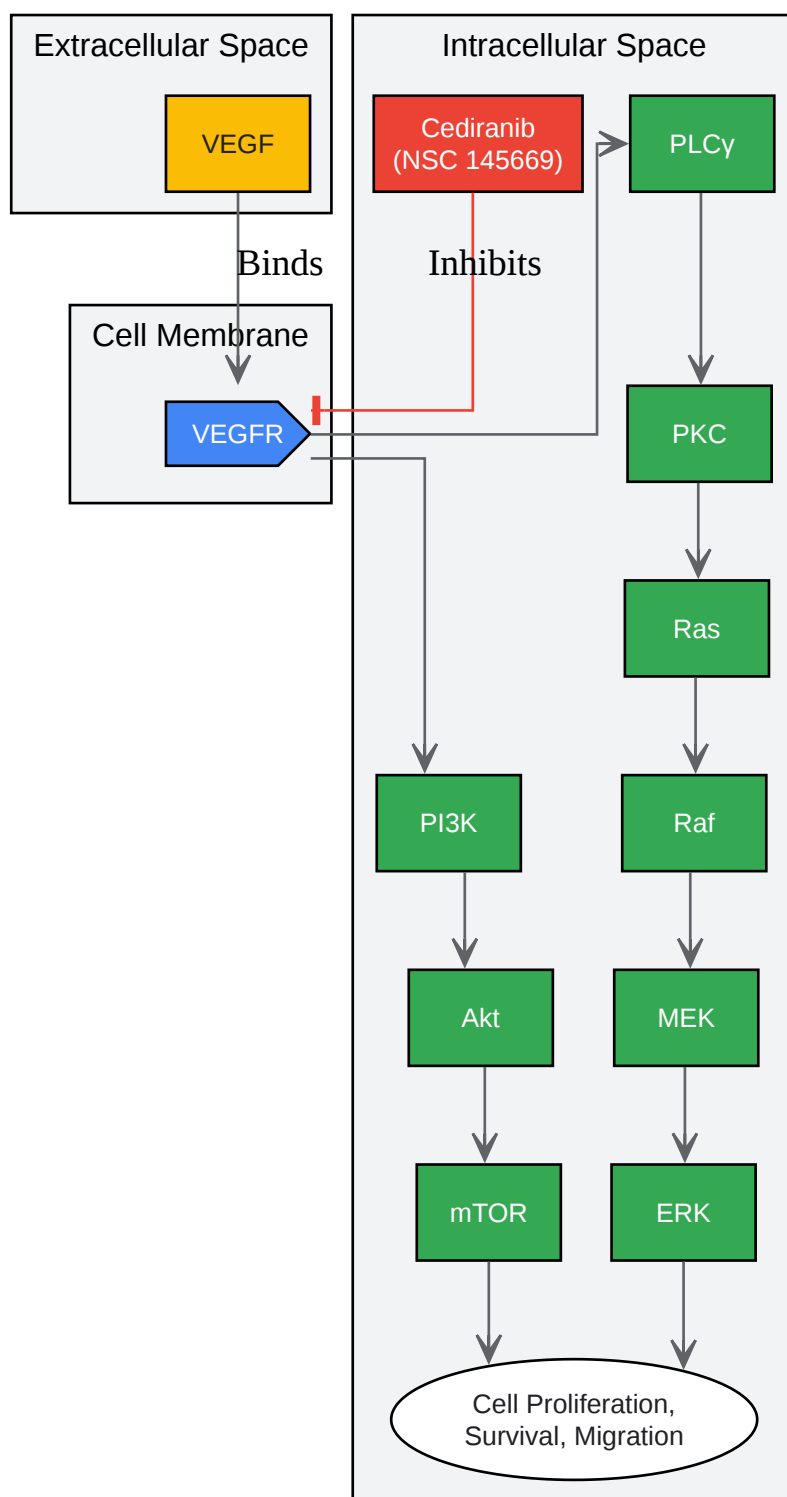 Extracellular Space
Intracellular Space
VEGF
Cediranib
(NSC 145669)
PLCγ
Binds
Inhibits
Cell Membrane
VEGFR
PKC
Ras
PI3K
Raf
Akt
MEK
mTOR
ERK
Cell Proliferation,
Survival, Migration